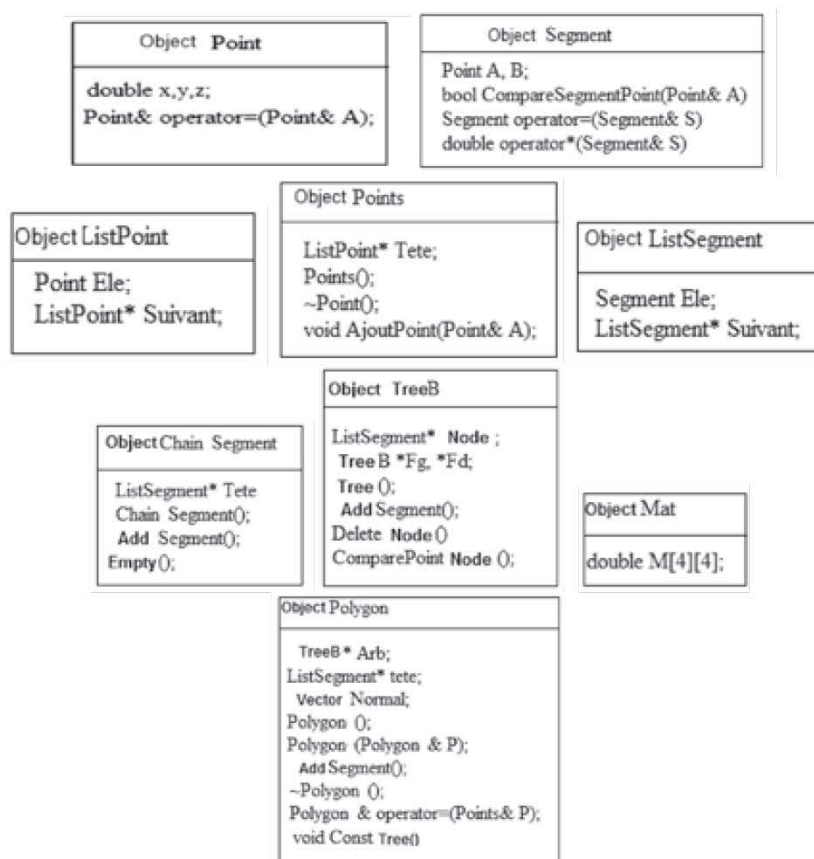 Object Point
double x,y,z;
Point& operator=(Point& A);
Object Segment
Point A, B;
bool CompareSegmentPoint(Point& A)
Segment operator=(Segment& S)
double operator*(Segment& S)
Object ListPoint
Point Ele;
ListPoint* Suivant;
Object Points
ListPoint* Tete;
Points();
~Point();
void AjoutPoint(Point& A);
Object ListSegment
Segment Ele;
ListSegment* Suivant;
Object Chain Segment
ListSegment* Tete
Chain Segment();
Add Segment();
Empty();
Object TreeB
ListSegment* Node ;
TreeB *Fg, *Fd;
Tree ();
Add Segment();
Delete Node()
ComparePoint Node ();
Object Mat
double M[4][4];
Object Polygon
TreeB* Arb;
ListSegment* tete;
Vector Normal;
Polygon ();
Polygon (Polygon & P);
Add Segment();
~Polygon ();
Polygon & operator=(Points& P);
void Const Tree()